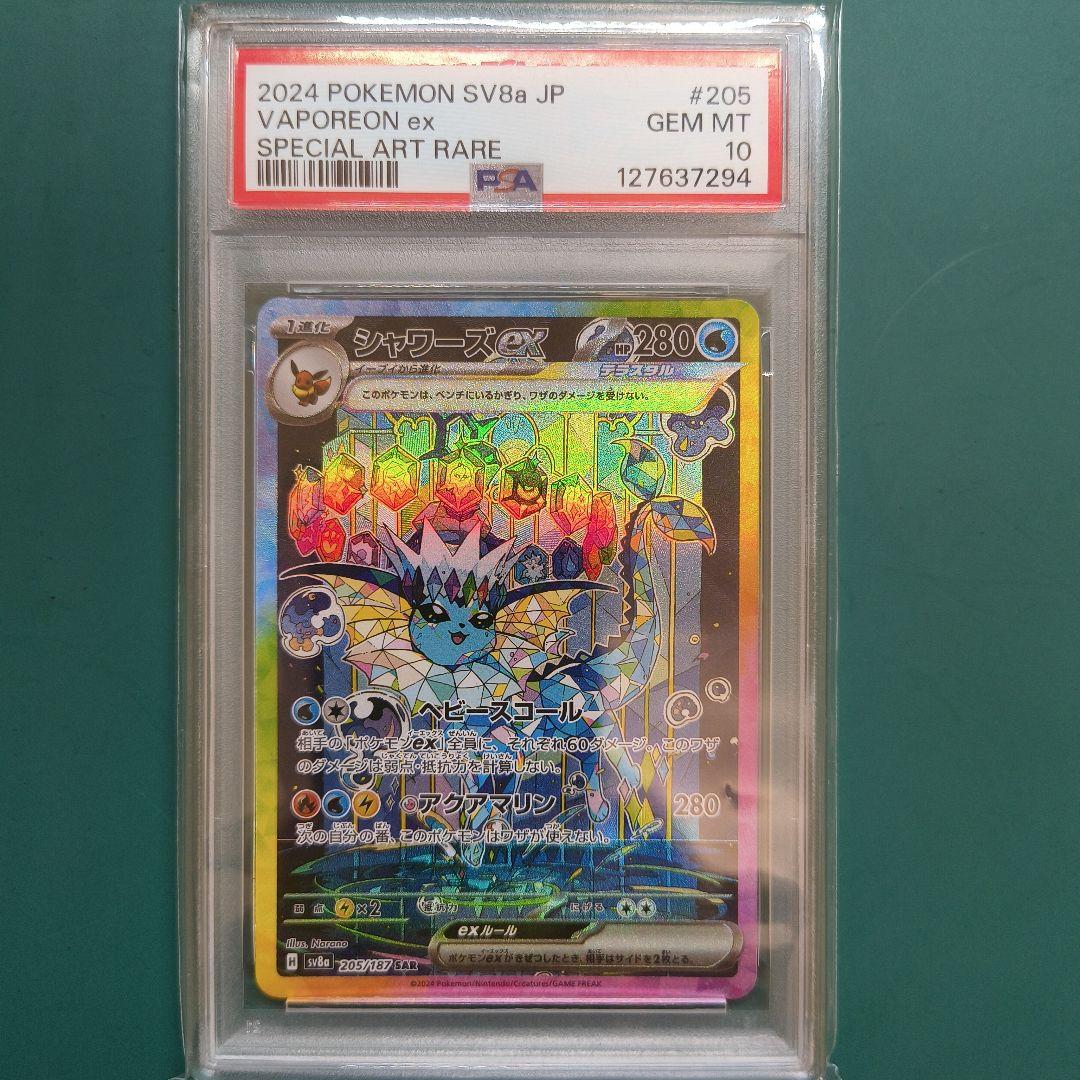 2024 POKEMON SV8a JP #205
VAPOREON ex GEM MT
SPECIAL ART RARE 10
PSA 127637294
1進化 シャワーズex HP280
イーブイから進化 テラスタル
このポケモンは、ベンチにいるかぎり、ワザのダメージを受けない。
ヘビースコール
相手の「ポケモンex」全員に、それぞれ60ダメージ。このワザ
のダメージは弱点・抵抗力を計算しない。
アクアマリン 280
次の自分の番、このポケモンはワザが使えない。
弱点 ×2 抵抗力 にげる
exルール
ポケモンexがきぜつしたとき、相手はサイドを2枚とる。
Illus. Narano
H sv8a 205/187 SAR
©2024 Pokémon/Nintendo/Creatures/GAME FREAK